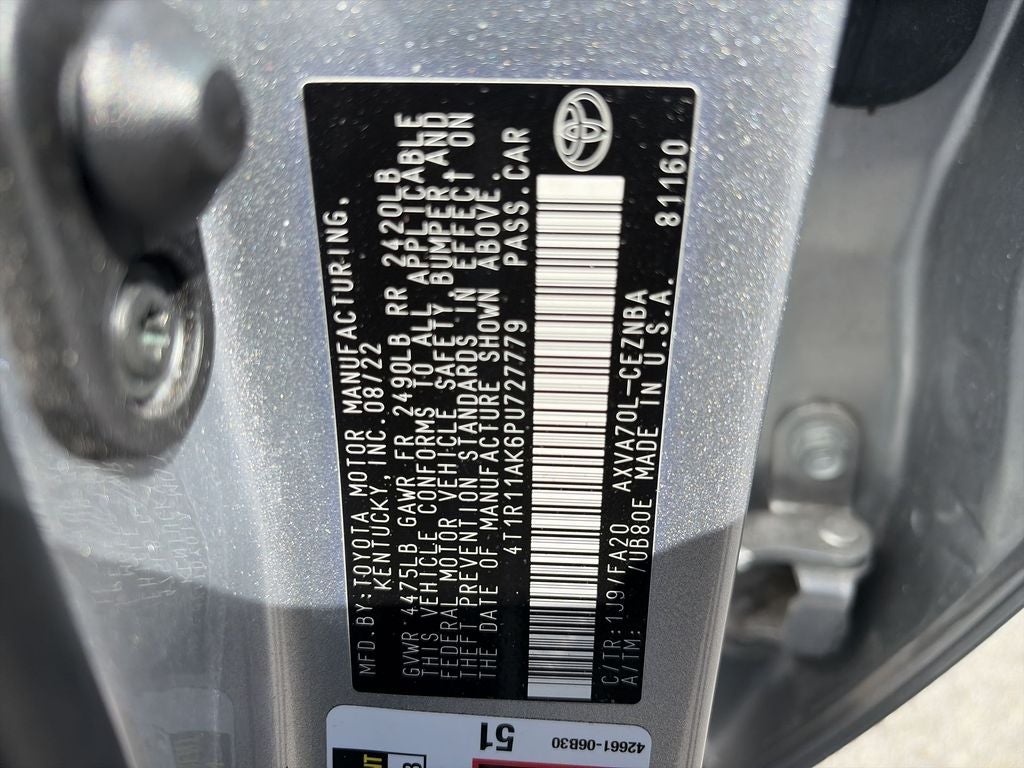 MFD.BY:TOYOTA MOTOR MANUFACTURING,
KENTUCKY, INC.08/22
GVWR 4475LB GAWR FR 2490LB RR 2420LB
THIS VEHICLE CONFORMS TO ALL APPLICABLE
FEDERAL MOTOR VEHICLE SAFETY, BUMPER, AND
THEFT PREVENTION STANDARDS IN EFFECT ON
THE DATE OF MANUFACTURE SHOWN ABOVE.
4T1R11AK6PU727779 PASS.CAR
C/TR:1J9/FA20 AXVA70L-CEZNBA
A/TM: /UB80E MADE IN U.S.A. 81160
51
42661-06B30